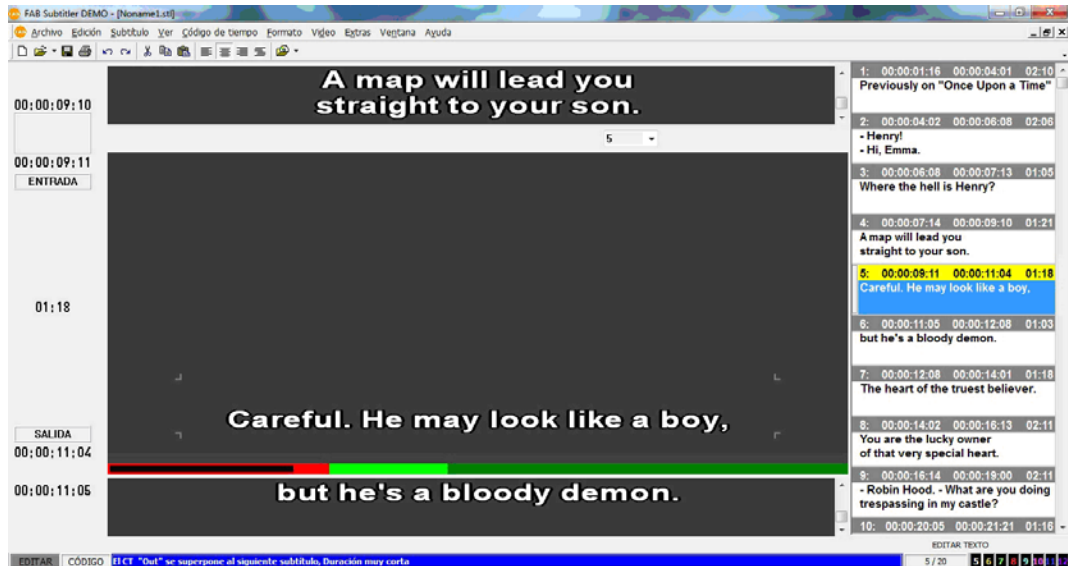 FAB Subtitler DEMO - [Noname1.stl]
Archivo Edición Subtítulo Ver Código de tiempo Formato Video Extras Ventana Ayuda
A map will lead you
straight to your son.
00:00:09:10
5
00:00:09:11
ENTRADA
01:18
Careful. He may look like a boy,
SALIDA
00:00:11:04
00:00:11:05
but he's a bloody demon.
1: 00:00:01:16 00:00:04:01 02:10
Previously on "Once Upon a Time"
2: 00:00:04:02 00:00:06:08 02:06
- Henry!
- Hi, Emma.
3: 00:00:06:08 00:00:07:13 01:05
Where the hell is Henry?
4: 00:00:07:14 00:00:09:10 01:21
A map will lead you
straight to your son.
5: 00:00:09:11 00:00:11:04 01:18
Careful. He may look like a boy,
6: 00:00:11:05 00:00:12:08 01:03
but he's a bloody demon.
7: 00:00:12:08 00:00:14:01 01:18
The heart of the truest believer.
8: 00:00:14:02 00:00:16:13 02:11
You are the lucky owner
of that very special heart.
9: 00:00:16:14 00:00:19:00 02:11
- Robin Hood. - What are you doing
trespassing in my castle?
10: 00:00:20:05 00:00:21:21 01:16
EDITAR TEXTO
EDITAR CÓDIGO El CT "Out" se superpone al siguiente subtítulo, Duración muy corta
5 / 20 5 6 7 8 9 10 11 12